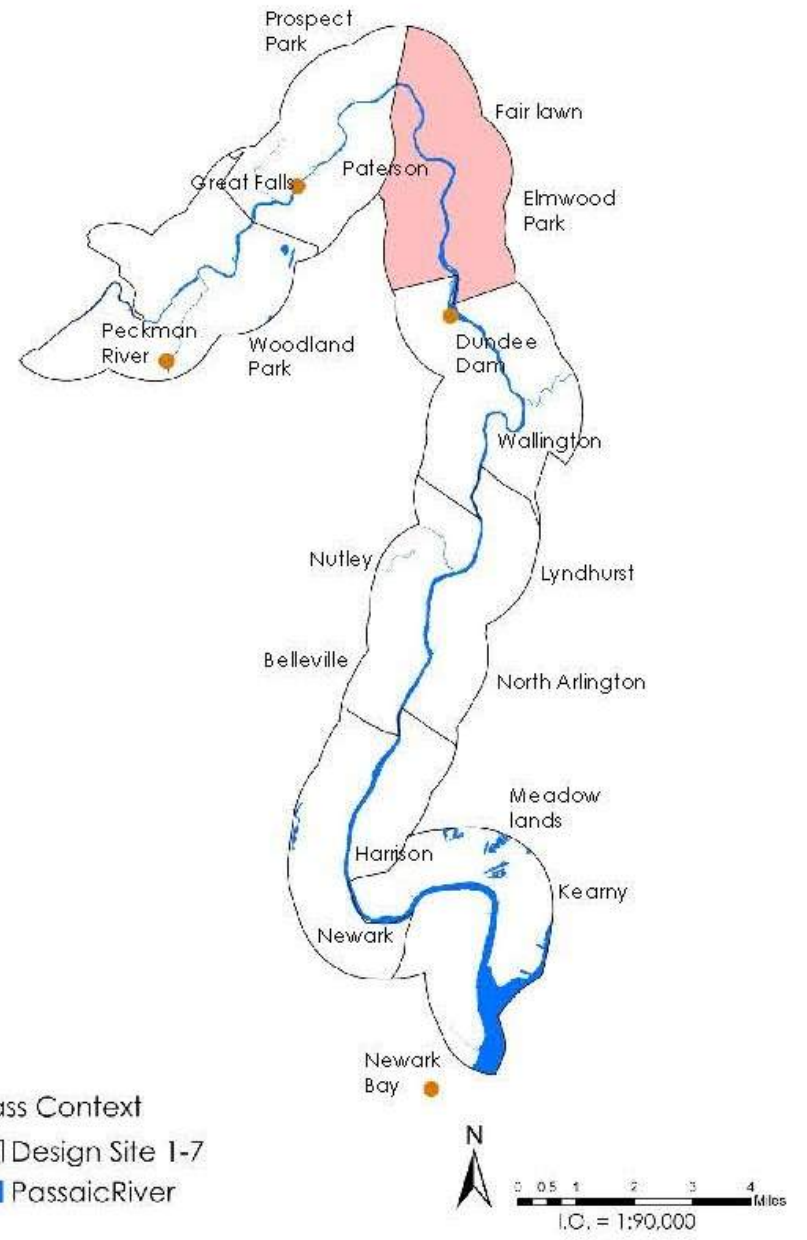 Prospect
Park
Fair lawn
Great Falls
Paterson
Elmwood
Park
Peckman
River
Woodland
Park
Dundee
Dam
Wallington
Nutley
Lyndhurst
Belleville
North Arlington
Meadow
lands
Harrison
Kearny
Newark
Newark
Bay
ass Context
Design Site 1-7
PassaicRiver
N
0 0.5 1 2 3 4
Miles
I.O. = 1:90,000